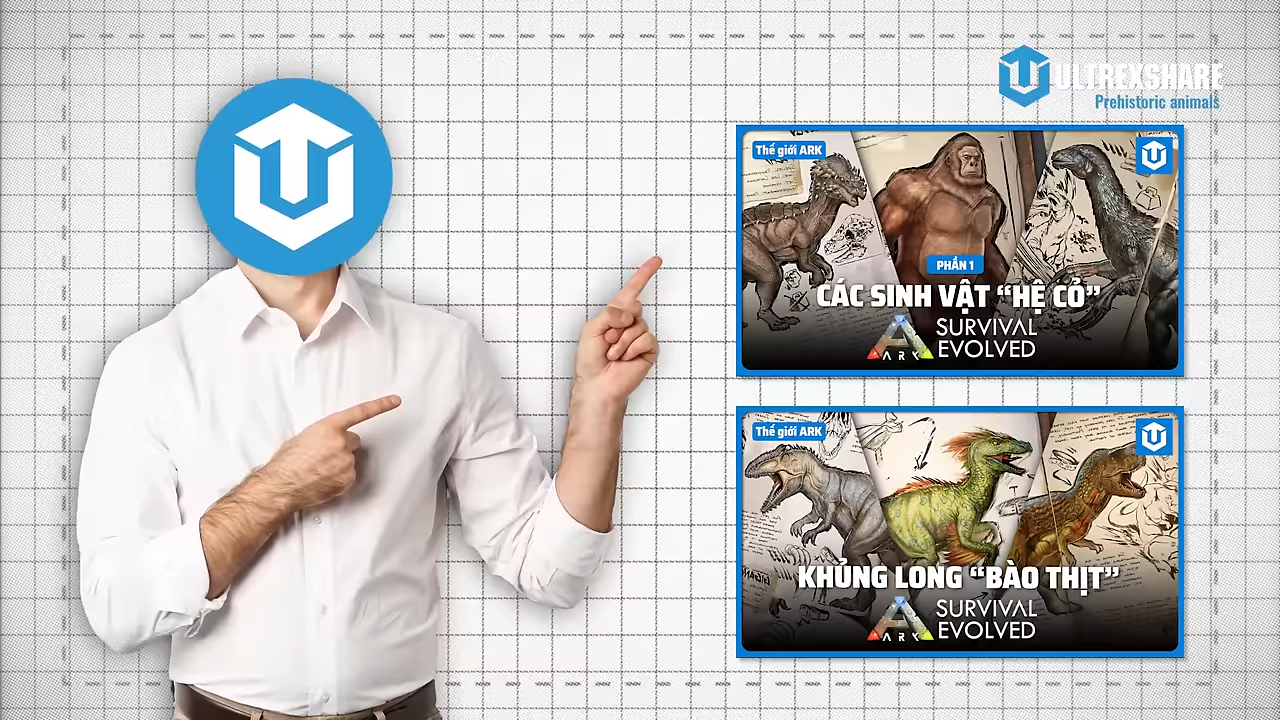 ULTREXSHARE
Prehistoric animals
Thế giới ARK
PHẦN 1
CÁC SINH VẬT “HỆ CỎ”
SURVIVAL
EVOLVED
ARK
Thế giới ARK
KHỦNG LONG “BÀO THỊT”
SURVIVAL
EVOLVED
ARK